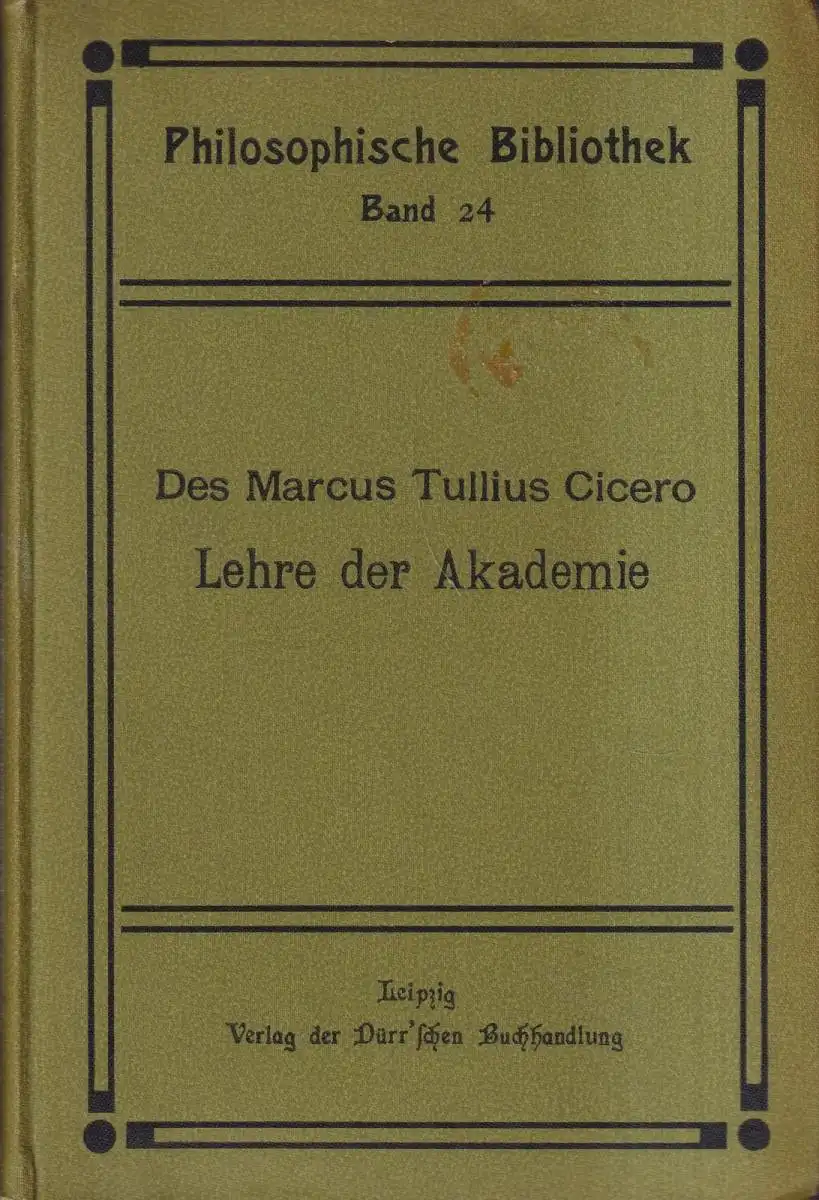 Philosophische Bibliothek
Band 24
Des Marcus Tullius Cicero
Lehre der Akademie
Leipzig
Verlag der Dürr'schen Buchhandlung